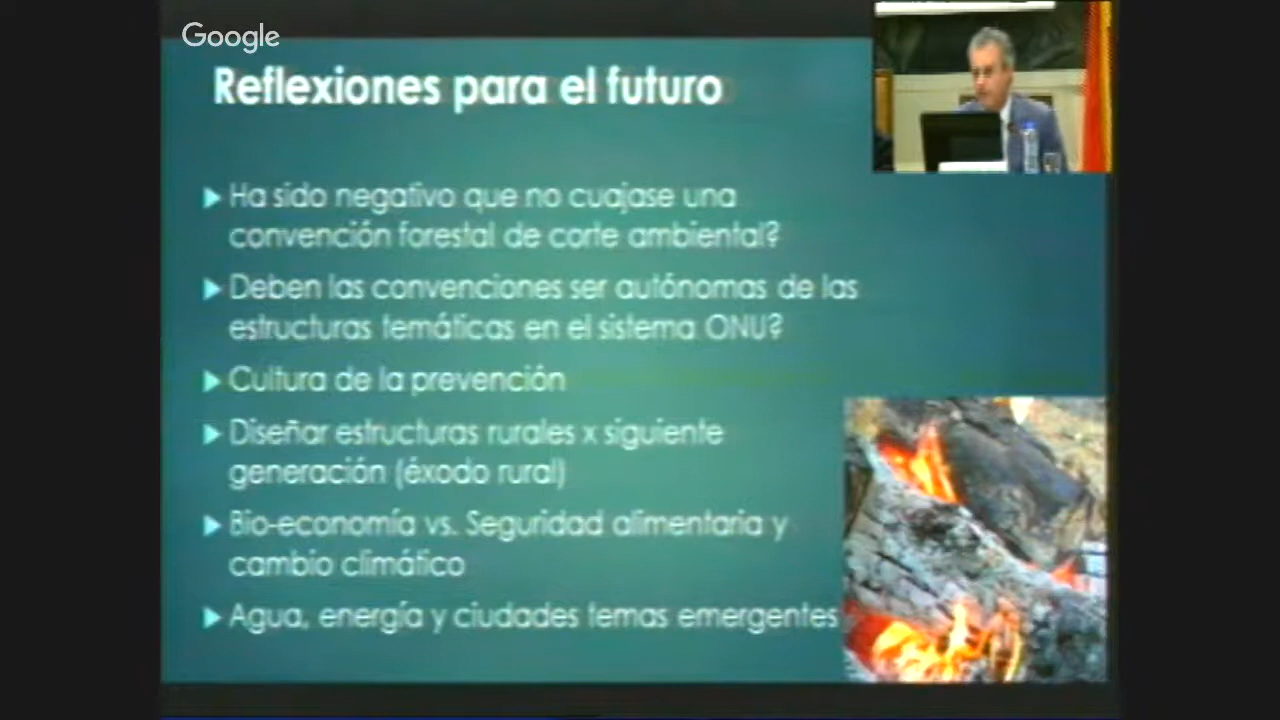 Google
Reflexiones para el futuro
Ha sido negativo que no cuajase una
convención forestal de corte ambiental?
Deben las convenciones ser autónomas de las
estructuras temáticas en el sistema ONU?
Cultura de la prevención
Diseñar estructuras rurales x siguiente
generación (éxodo rural)
Bio-economía vs. Seguridad alimentaria y
cambio climático
Agua, energía y ciudades temas emergentes